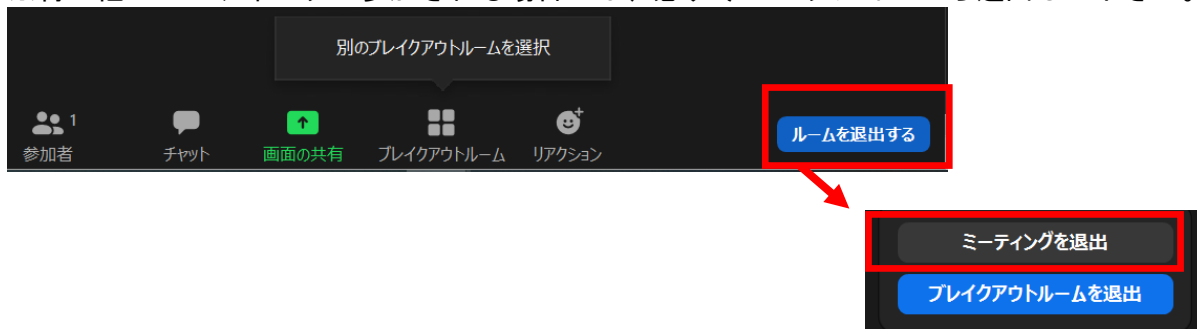 別のブレイクアウトルームを選択
1
参加者
チャット
画面の共有
ブレイクアウトルーム
リアクション
ルームを退出する
ミーティングを退出
ブレイクアウトルームを退出